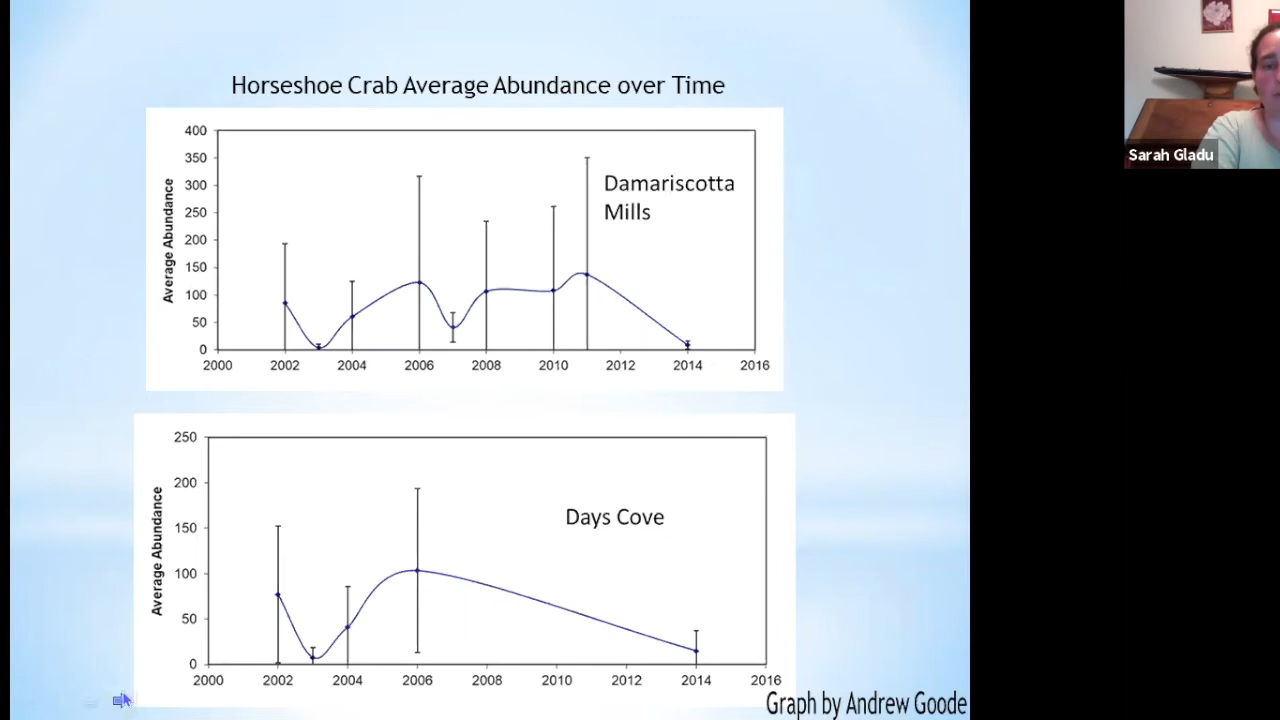 Horseshoe Crab Average Abundance over Time
Sarah Gladu
400
350
300
250
200
150
100
50
0
Average Abundance
Damariscotta
Mills
2000 2002 2004 2006 2008 2010 2012 2014 2016
250
200
150
100
50
0
Average Abundance
Days Cove
2000 2002 2004 2006 2008 2010 2012 2014 2016
Graph by Andrew Goode